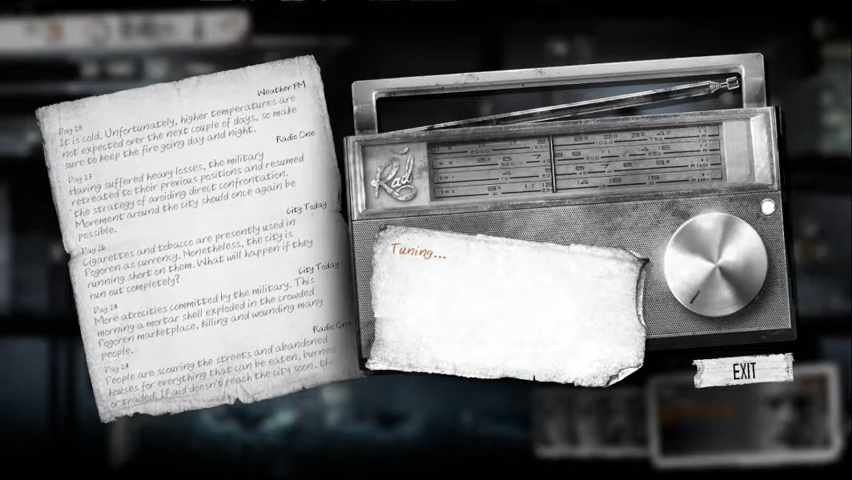 Weather PM
Day 28
It is cold. Unfortunately, higher temperatures are
not expected over the next couple of days, so make
sure to keep the fire going day and night.
Radio One
Day 27
Having suffered heavy losses, the military
retreated to their previous positions and resumed
the strategy of avoiding direct confrontation.
Movement around the city should once again be
possible.
City Today
Day 26
Cigarettes and tobacco are presently used in
Pogoren as currency. Nonetheless, the city is
running short on them. What will happen if they
run out completely?
City Today
Day 24
More atrocities committed by the military. This
morning a mortar shell exploded in the crowded
Pogoren marketplace, killing and wounding many
people.
Radio One
Day 24
People are scouring the streets and abandoned
houses for everything that can be eaten, burned
or traded. If aid doesn't reach the city soon,
Rad
Tuning...
EXIT